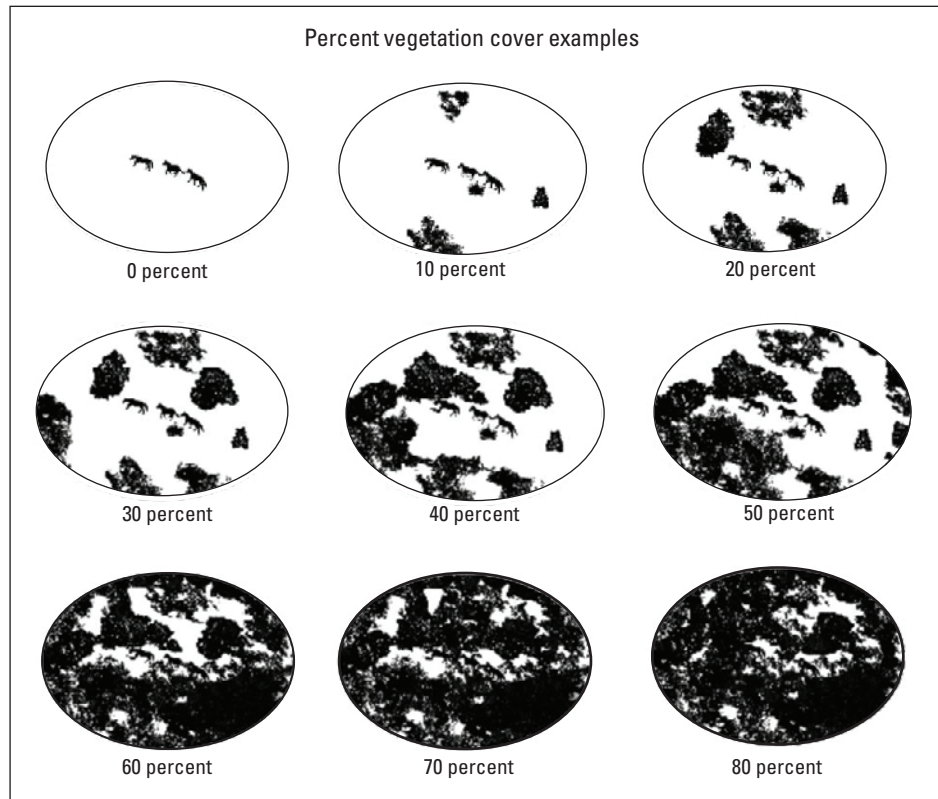 Percent vegetation cover examples
0 percent
10 percent
20 percent
30 percent
40 percent
50 percent
60 percent
70 percent
80 percent